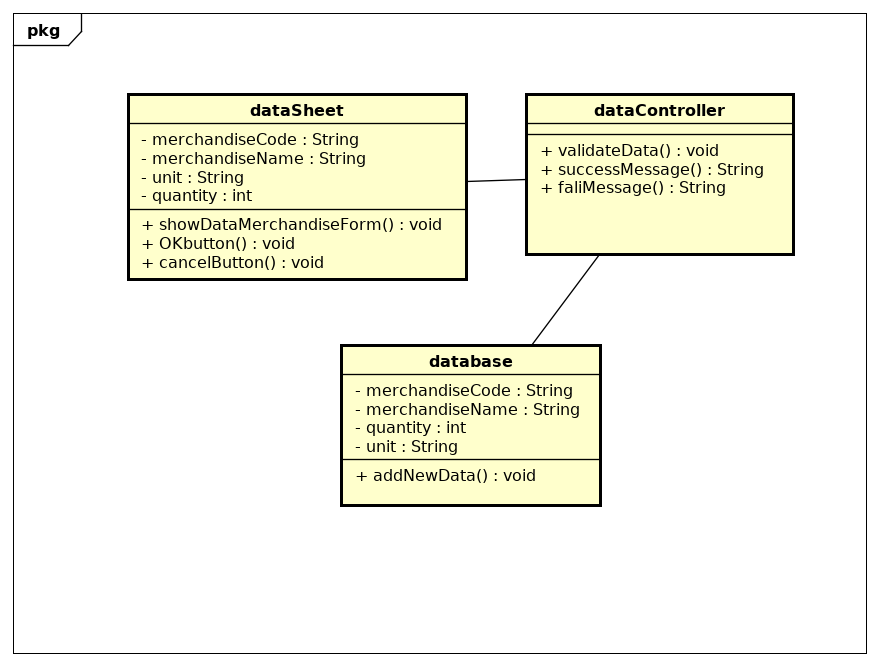 pkg
dataSheet
- merchandiseCode : String
- merchandiseName : String
- unit : String
- quantity : int
+ showDataMerchandiseForm() : void
+ OKbutton() : void
+ cancelButton() : void
dataController
+ validateData() : void
+ successMessage() : String
+ faliMessage() : String
database
- merchandiseCode : String
- merchandiseName : String
- quantity : int
- unit : String
+ addNewData() : void